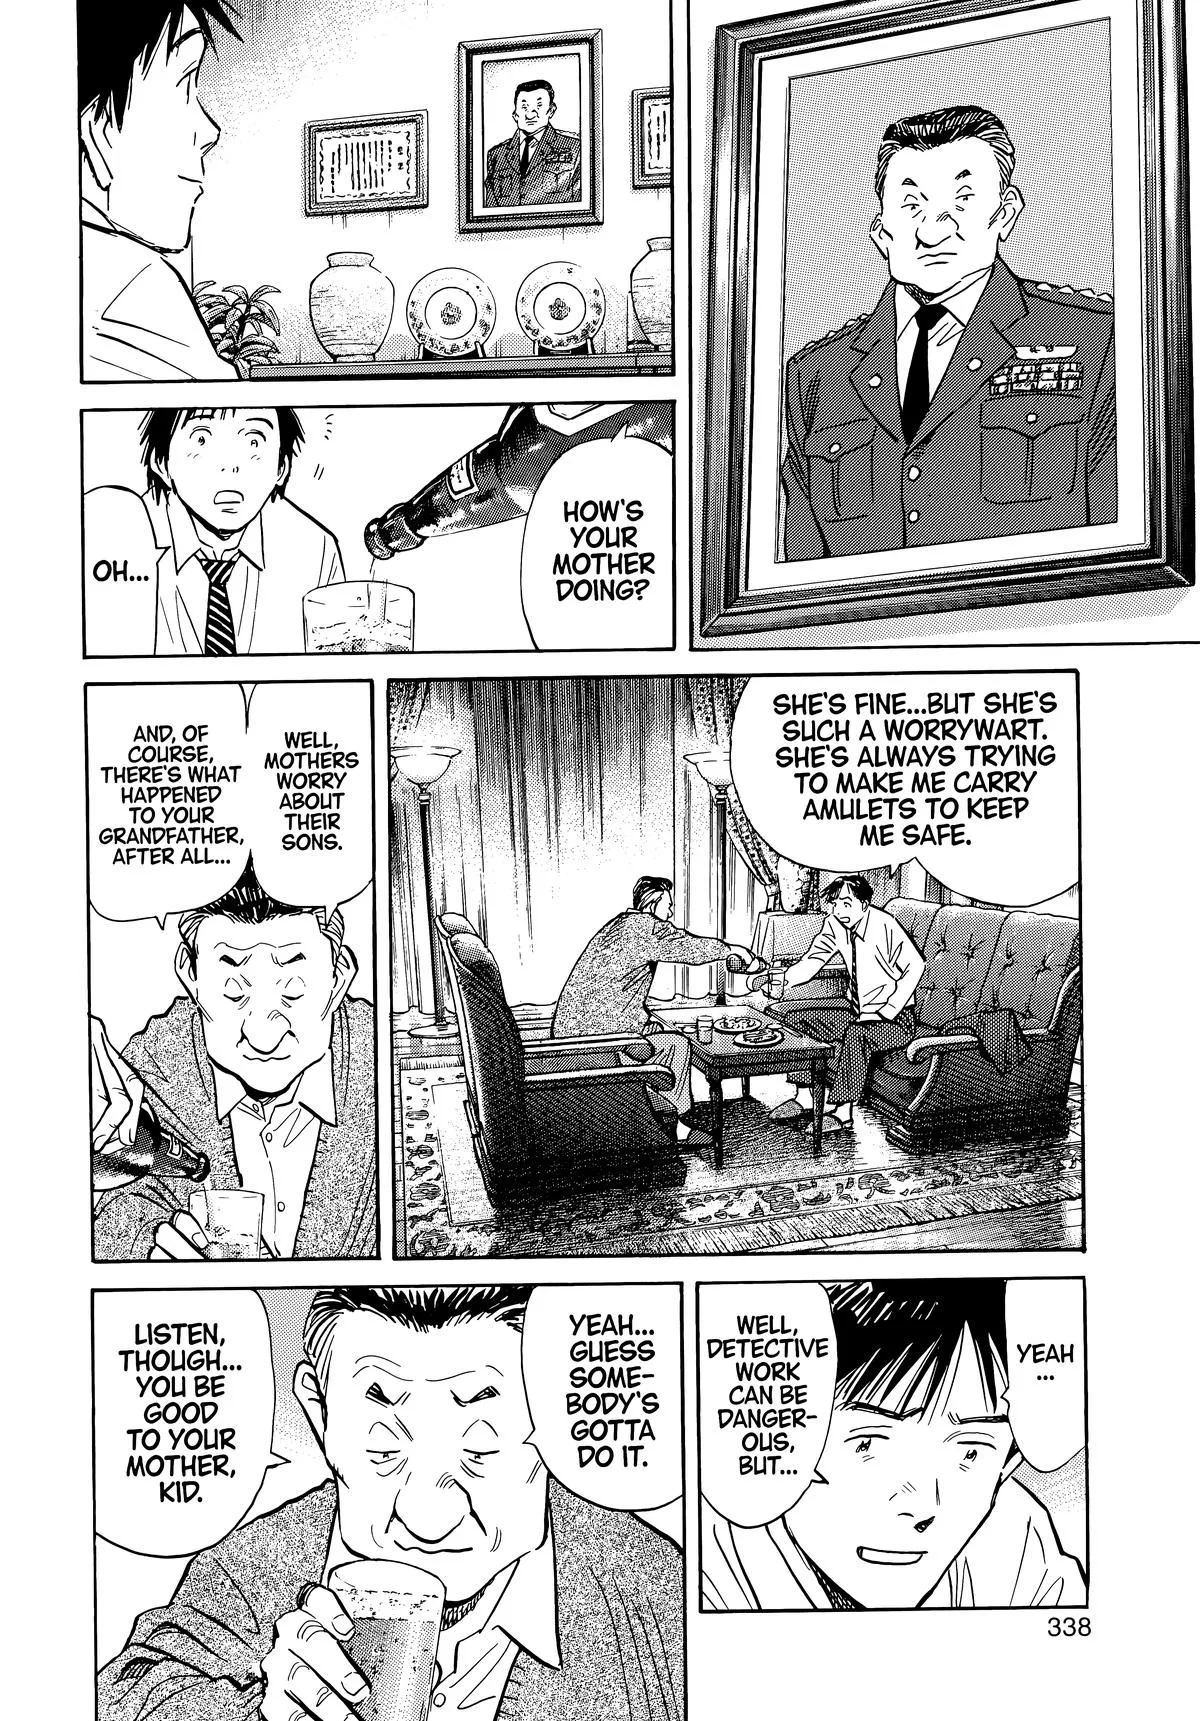 HOW'S
YOUR
MOTHER
DOING?
OH...
SHE'S FINE...BUT SHE'S
SUCH A WORRYWART.
SHE'S ALWAYS TRYING
TO MAKE ME CARRY
AMULETS TO KEEP
ME SAFE.
WELL,
MOTHERS
WORRY
ABOUT
THEIR
SONS.
AND, OF
COURSE,
THERE'S WHAT
HAPPENED
TO YOUR
GRANDFATHER,
AFTER ALL...
YEAH
...
WELL,
DETECTIVE
WORK
CAN BE
DANGER-
OUS,
BUT...
YEAH...
GUESS
SOME-
BODY'S
GOTTA
DO IT.
LISTEN,
THOUGH...
YOU BE
GOOD
TO YOUR
MOTHER,
KID.
338